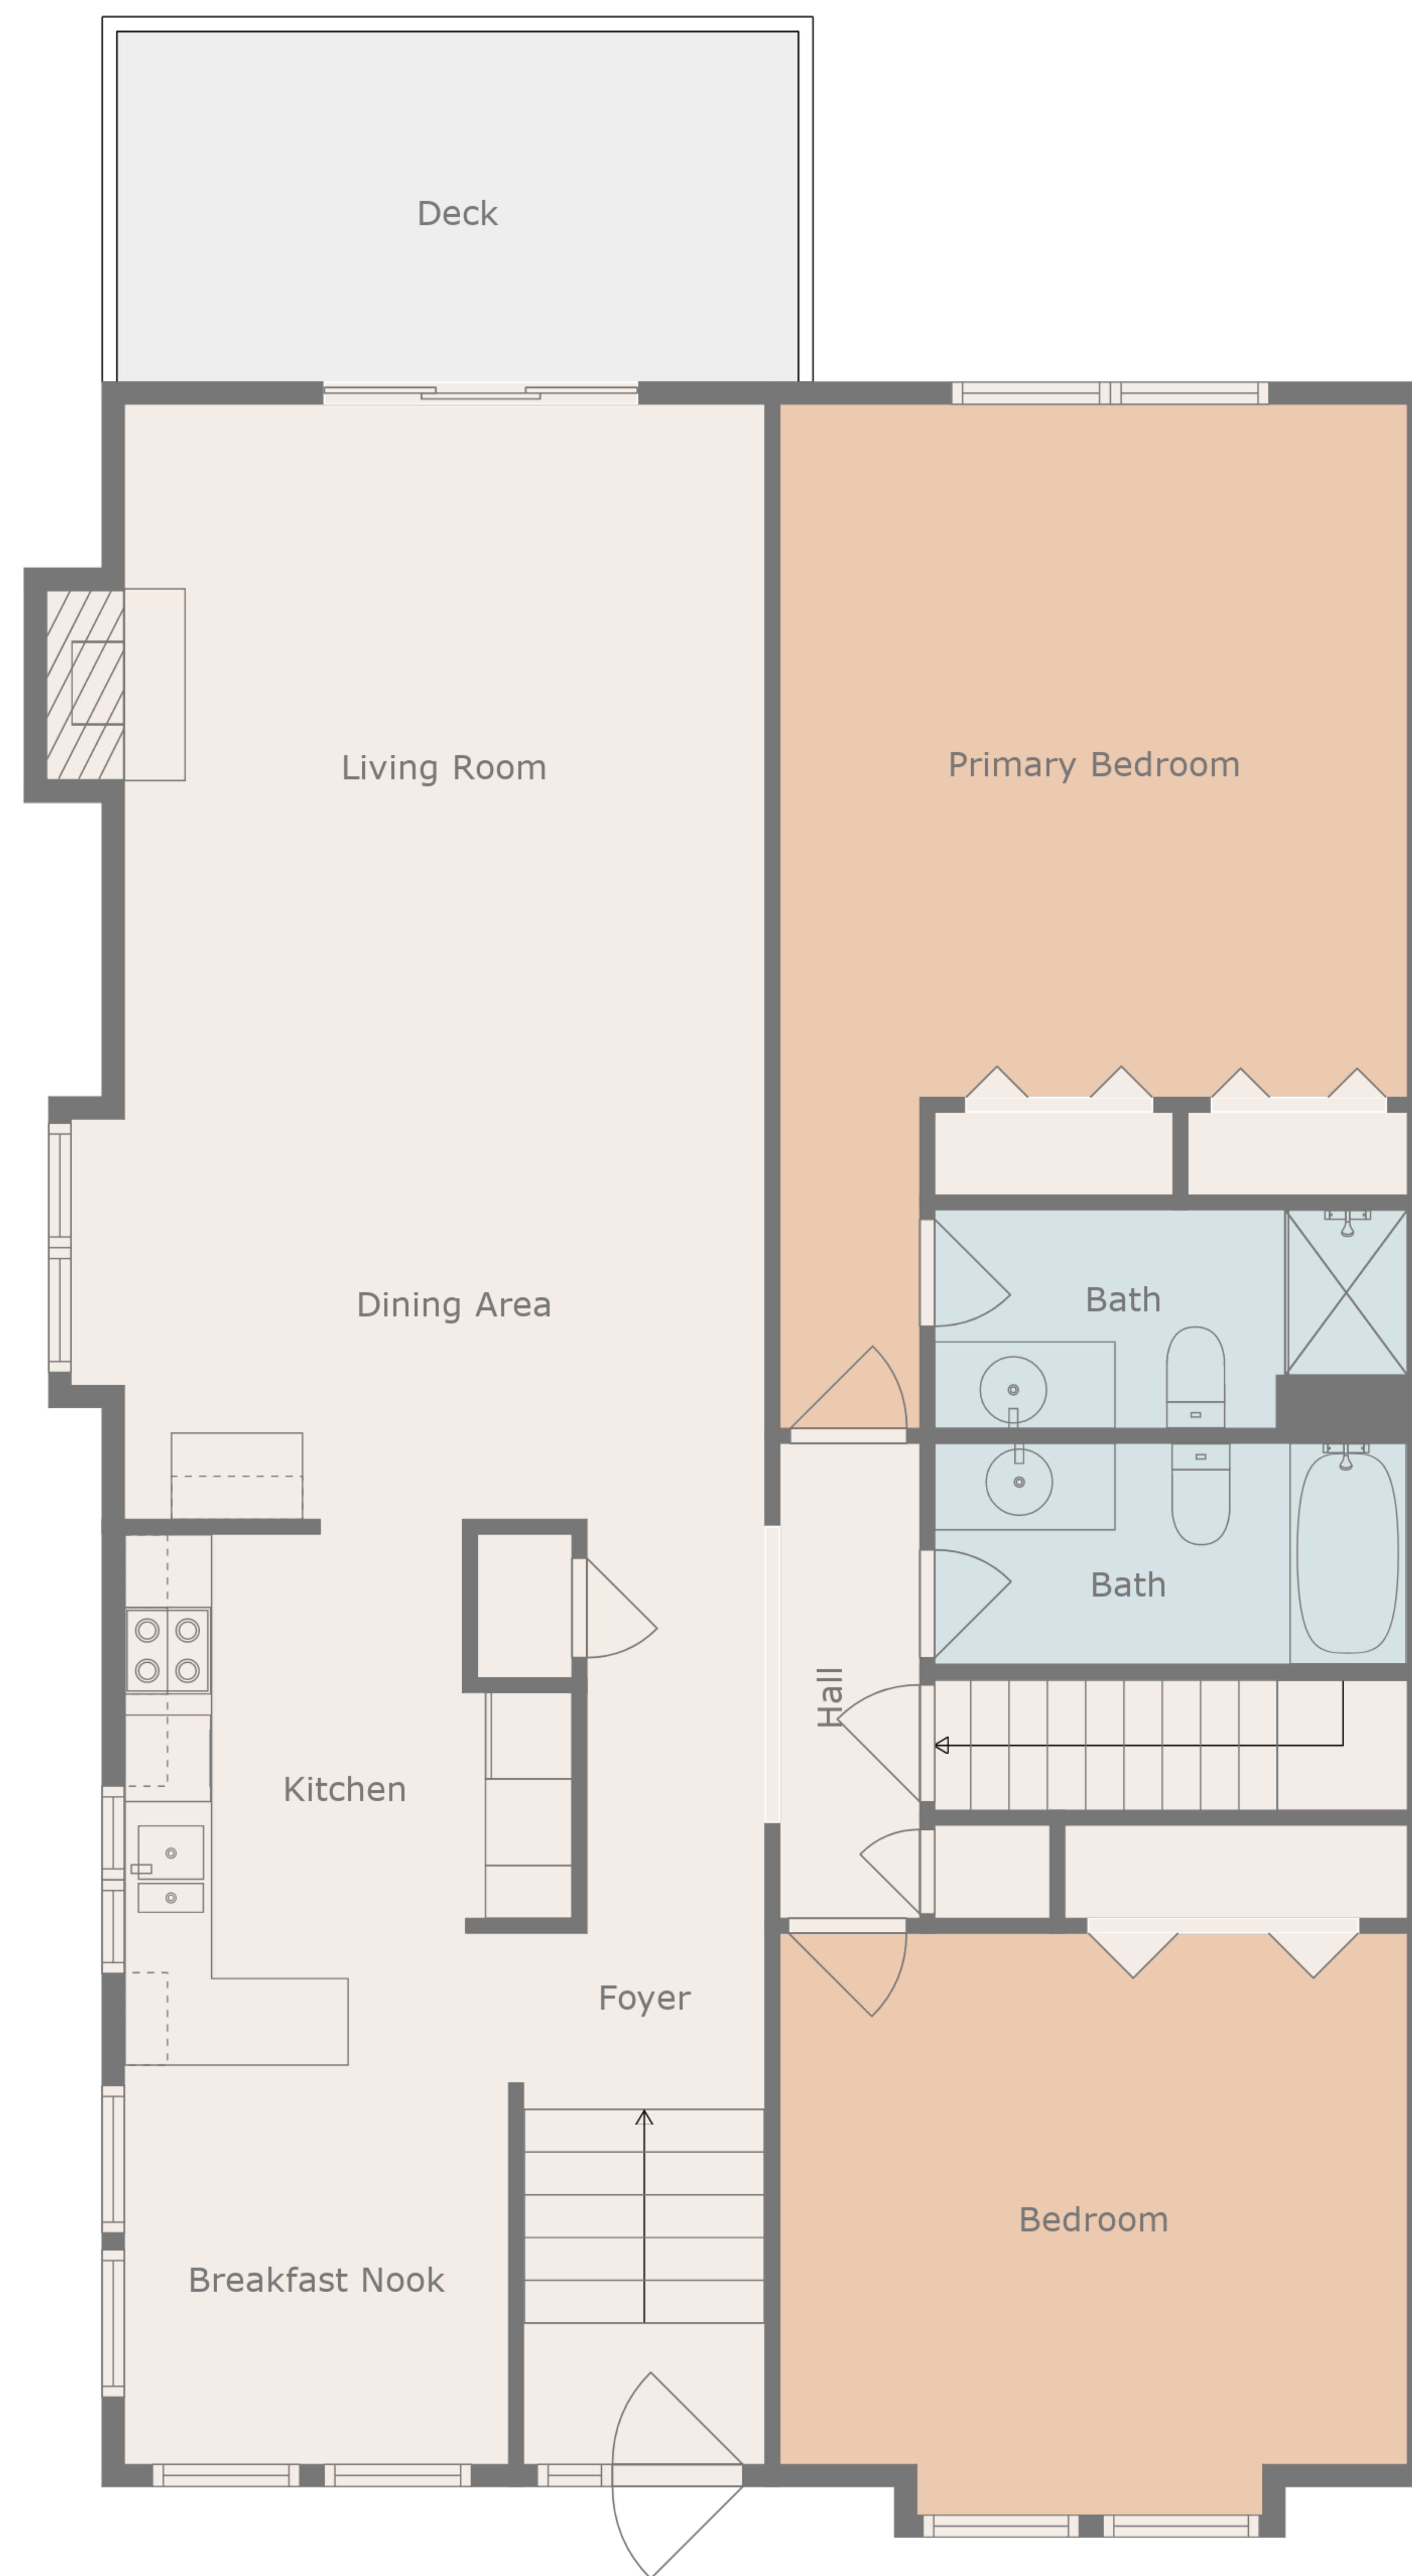 Deck
Living Room
Primary Bedroom
Dining Area
Bath
Bath
Hall
Kitchen
Foyer
Bedroom
Breakfast Nook